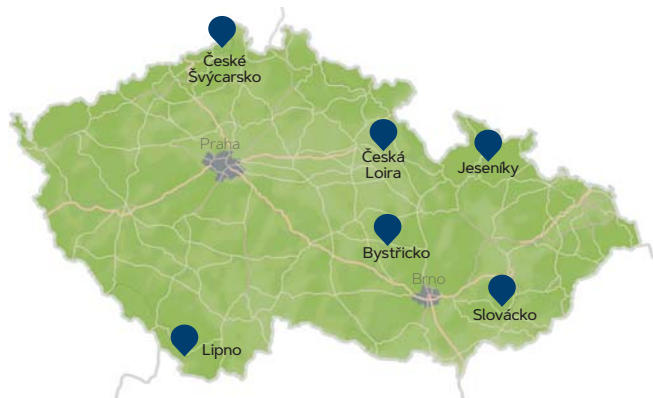 České
Švýcarsko
Praha
Česká
Loira
Jeseníky
Bystřicko
Brno
Slovácko
Lipno